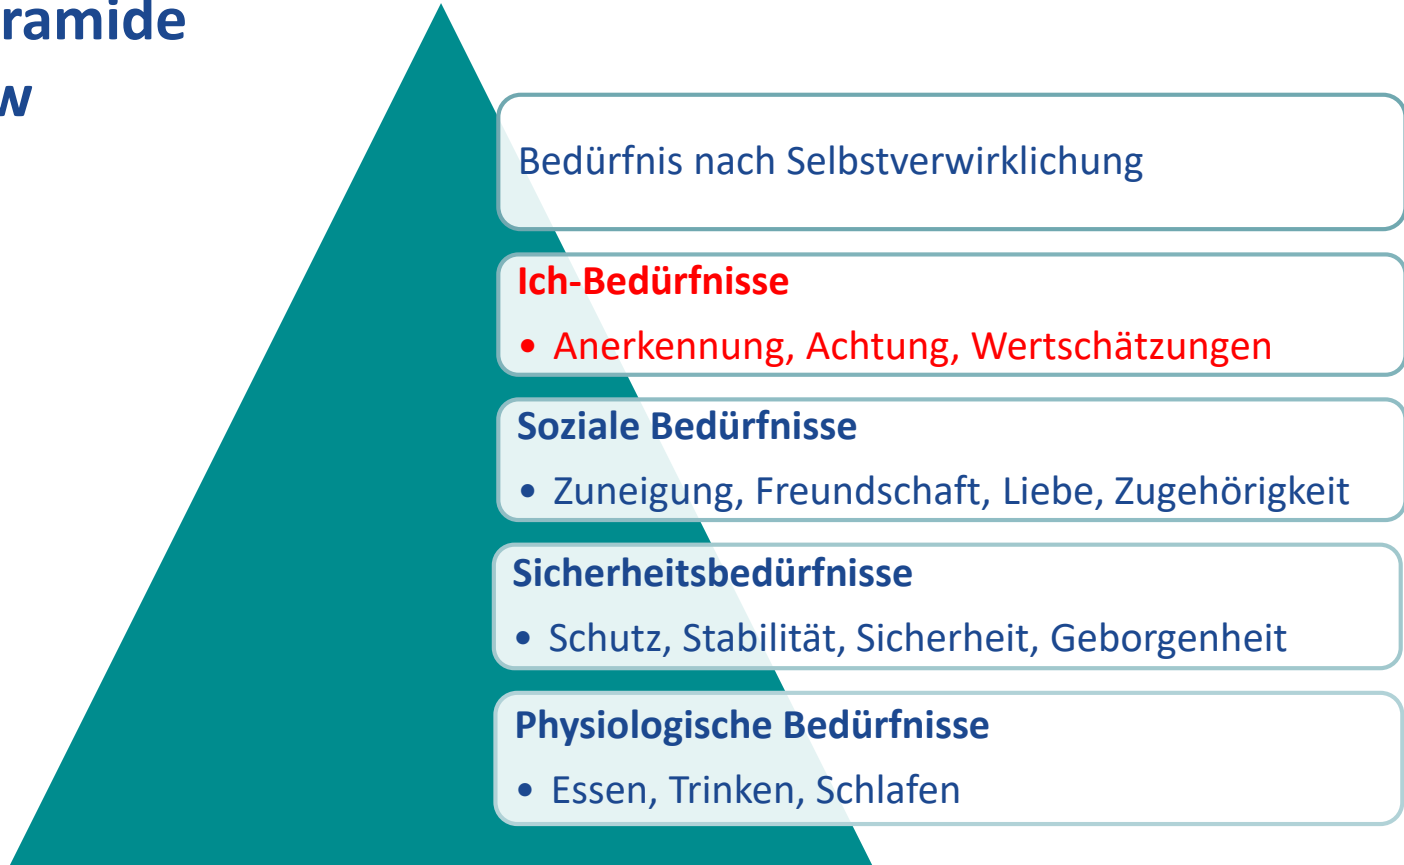 ramide
w
Bedürfnis nach Selbstverwirklichung
Ich-Bedürfnisse
• Anerkennung, Achtung, Wertschätzungen
Soziale Bedürfnisse
• Zuneigung, Freundschaft, Liebe, Zugehörigkeit
Sicherheitsbedürfnisse
• Schutz, Stabilität, Sicherheit, Geborgenheit
Physiologische Bedürfnisse
• Essen, Trinken, Schlafen